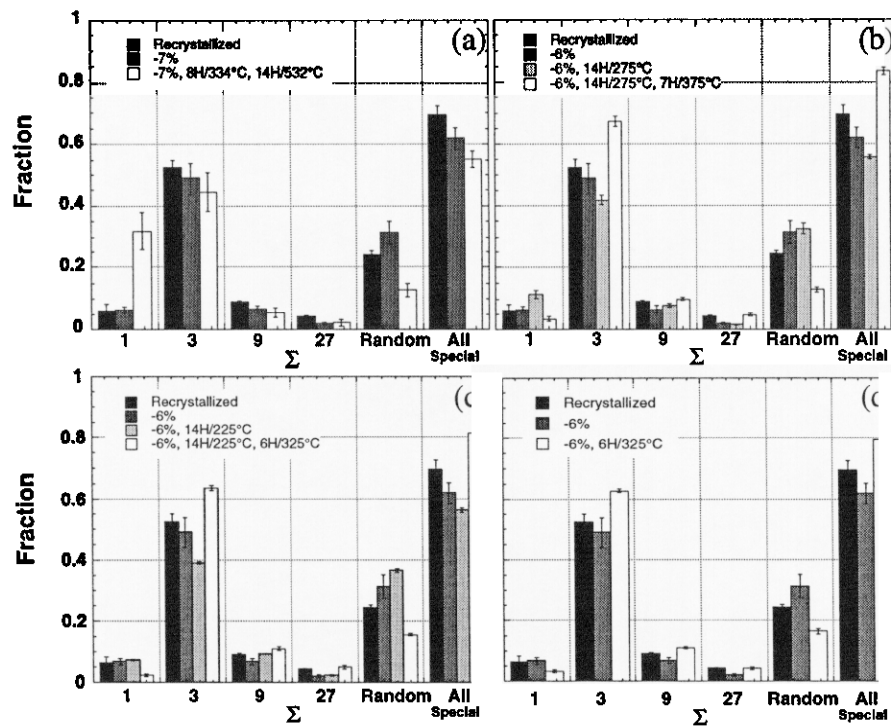 1
(a)
Recrystallized
-7%
-7%, 8H/334°C, 14H/532°C
0.8
0.6
Fraction
0.4
0.2
0
1 3 9 27 Random All
Σ Special
(b)
Recrystallized
-6%
-6%, 14H/275°C
-6%, 14H/275°C, 7H/375°C
1 3 9 27 Random All
Σ Special
1
Recrystallized
-6%
-6%, 14H/225°C
-6%, 14H/225°C, 6H/325°C
0.8
0.6
Fraction
0.4
0.2
0
1 3 9 27 Random All
Σ Special
Recrystallized
-6%
-6%, 6H/325°C
1 3 9 27 Random All
Σ Special